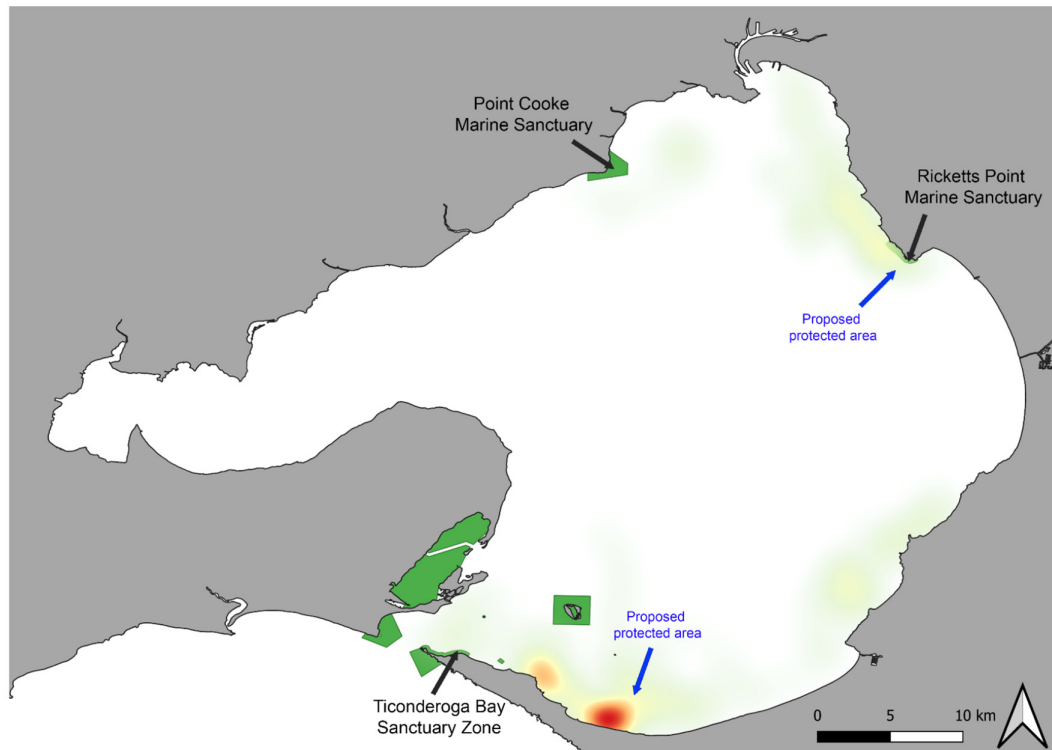 Point Cooke
Marine Sanctuary
Ricketts Point
Marine Sanctuary
Proposed
protected area
Proposed
protected area
Ticonderoga Bay
Sanctuary Zone
0 5 10 km